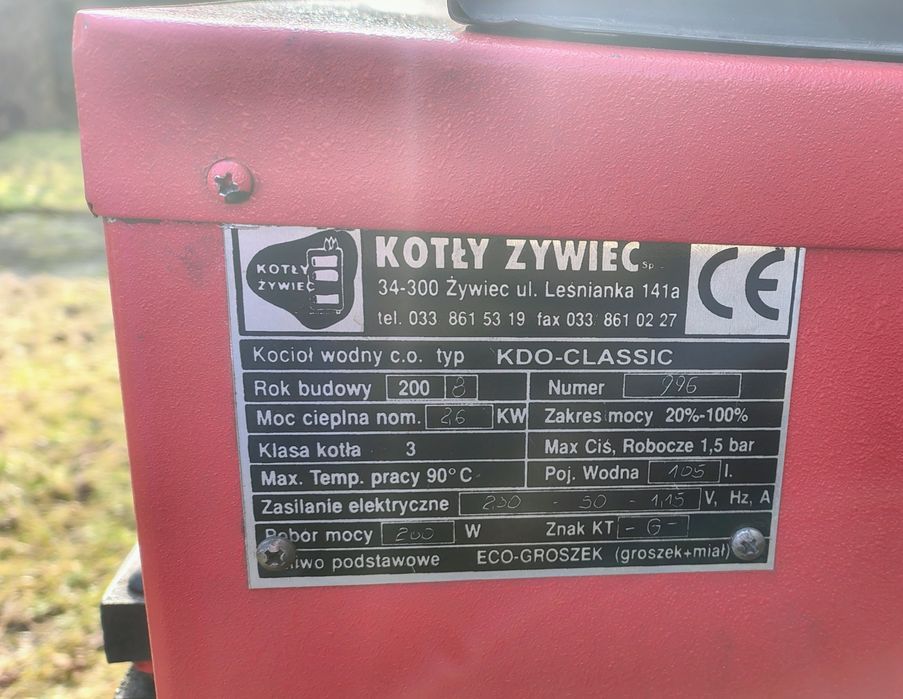 KOTŁY
ŻYWIEC
KOTŁY ŻYWIEC Sp.
34-300 Żywiec ul. Leśnianka 141a
tel. 033 861 53 19 fax 033 861 02 27
CE
Kocioł wodny c.o. typ KDO-CLASSIC
Rok budowy 200 8 Numer 996
Moc cieplna nom. 26 KW Zakres mocy 20%-100%
Klasa kotła 3 Max Ciś, Robocze 1,5 bar
Max. Temp. pracy 90°C Poj. Wodna 105 l.
Zasilanie elektryczne 230 - 50 - 1,15 V, Hz, A
Pobór mocy 200 W Znak KT - G -
podstawowe ECO-GROSZEK (groszek+miał)